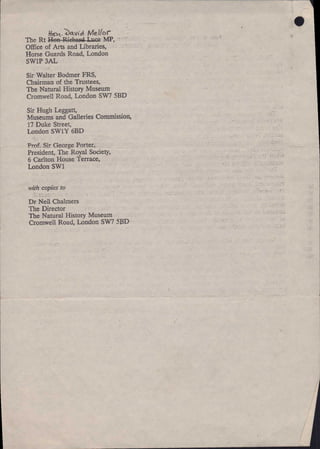 Hon. David Mellor
The Rt Hon Richard Luce MP,
Office of Arts and Libraries,
Horse Guards Road, London
SW1P 3AL
Sir Walter Bodmer FRS,
Chairman of the Trustees,
The Natural History Museum
Cromwell Road, London SW7 5BD
Sir Hugh Leggatt,
Museums and Galleries Commission,
17 Duke Street,
London SW1Y 6BD
Prof. Sir George Porter,
President, The Royal Society,
6 Carlton House Terrace,
London SW1
with copies to
Dr Neil Chalmers
The Director
The Natural History Museum
Cromwell Road, London SW7 5BD